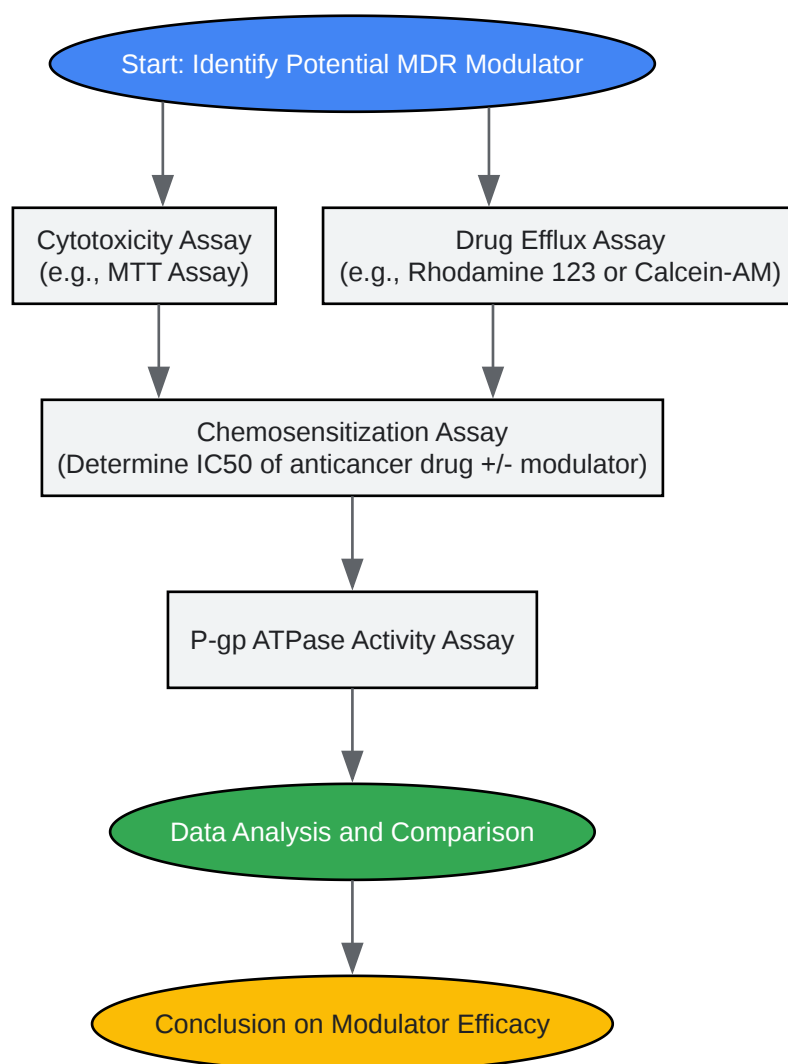 Start: Identify Potential MDR Modulator
Cytotoxicity Assay
(e.g., MTT Assay)
Drug Efflux Assay
(e.g., Rhodamine 123 or Calcein-AM)
Chemosensitization Assay
(Determine IC50 of anticancer drug +/- modulator)
P-gp ATPase Activity Assay
Data Analysis and Comparison
Conclusion on Modulator Efficacy